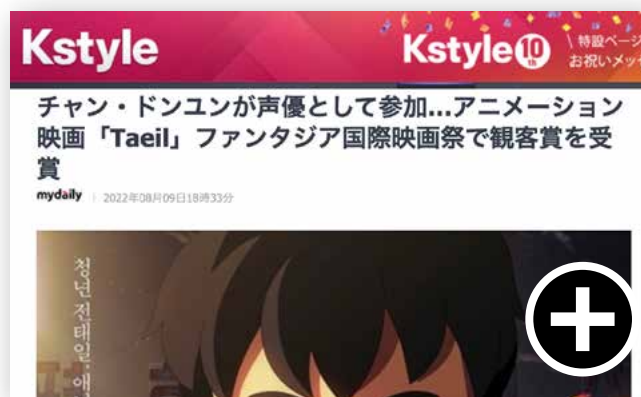 Kstyle
Kstyle 10th
\ 特設ページ
お祝いメッ
チャン・ドンユンが声優として参加...アニメーション
映画「Taeil」ファンタジア国際映画祭で観客賞を受
賞
mydaily | 2022年08月09日18時33分
청년 전태일, 애